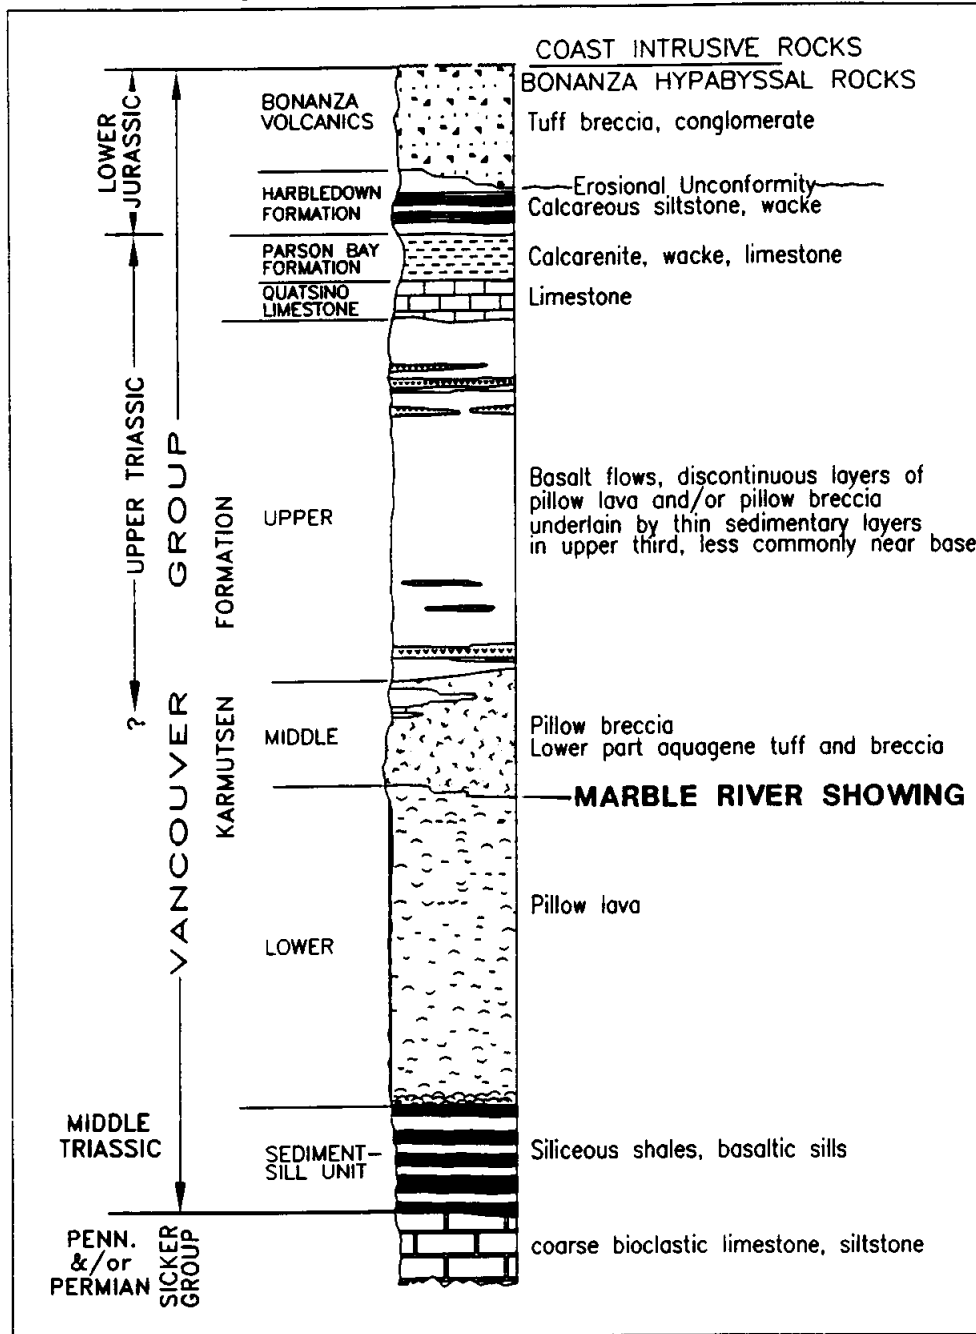 COAST INTRUSIVE ROCKS
BONANZA HYPABYSSAL ROCKS
LOWER
JURASSIC
BONANZA
VOLCANICS
Tuff breccia, conglomerate
HARBLEDOWN
FORMATION
Erosional Unconformity
Calcareous siltstone, wacke
PARSON BAY
FORMATION
Calcarenite, wacke, limestone
QUATSINO
LIMESTONE
Limestone
UPPER TRIASSIC
?
VANCOUVER GROUP
KARMUTSEN FORMATION
UPPER
Basalt flows, discontinuous layers of
pillow lava and/or pillow breccia
underlain by thin sedimentary layers
in upper third, less commonly near base
MIDDLE
Pillow breccia
Lower part aquagene tuff and breccia
MARBLE RIVER SHOWING
LOWER
Pillow lava
MIDDLE
TRIASSIC
SEDIMENT-
SILL UNIT
Siliceous shales, basaltic sills
PENN.
&/or
PERMIAN
SICKER
GROUP
coarse bioclastic limestone, siltstone